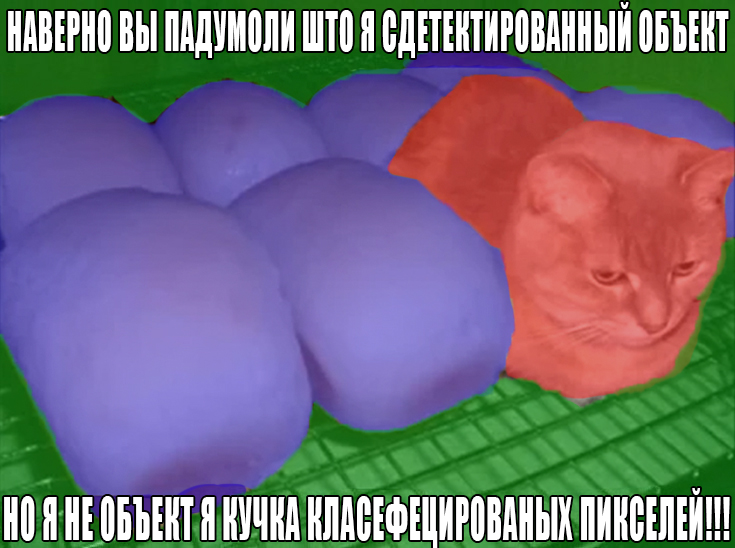 НАВЕРНО ВЫ ПАДУМОЛИ ШТО Я СДЕТЕКТИРОВАННЫЙ ОБЪЕКТ
НО Я НЕ ОБЪЕКТ Я КУЧКА КЛАСЕФЕЦИРОВАНЫХ ПИКСЕЛЕЙ!!!